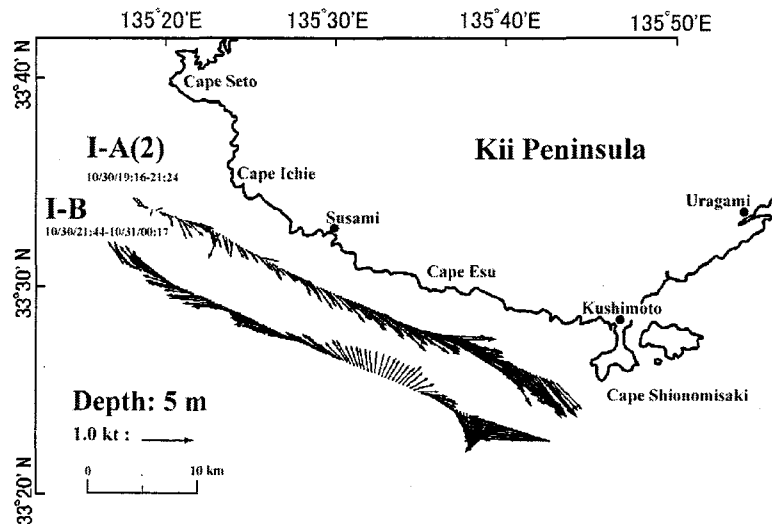 135°20' E
135°30' E
135°40' E
135°50' E
33°40' N
33°30' N
33°20' N
Cape Seto
I-A(2)
10/30/19:16-21:24
Kii Peninsula
Cape Ichie
I-B
10/30/21:44-10/31/00:17
Susami
Uragami
Cape Esu
Kushimoto
Cape Shionomisaki
Depth: 5 m
1.0 kt :
0
10 km